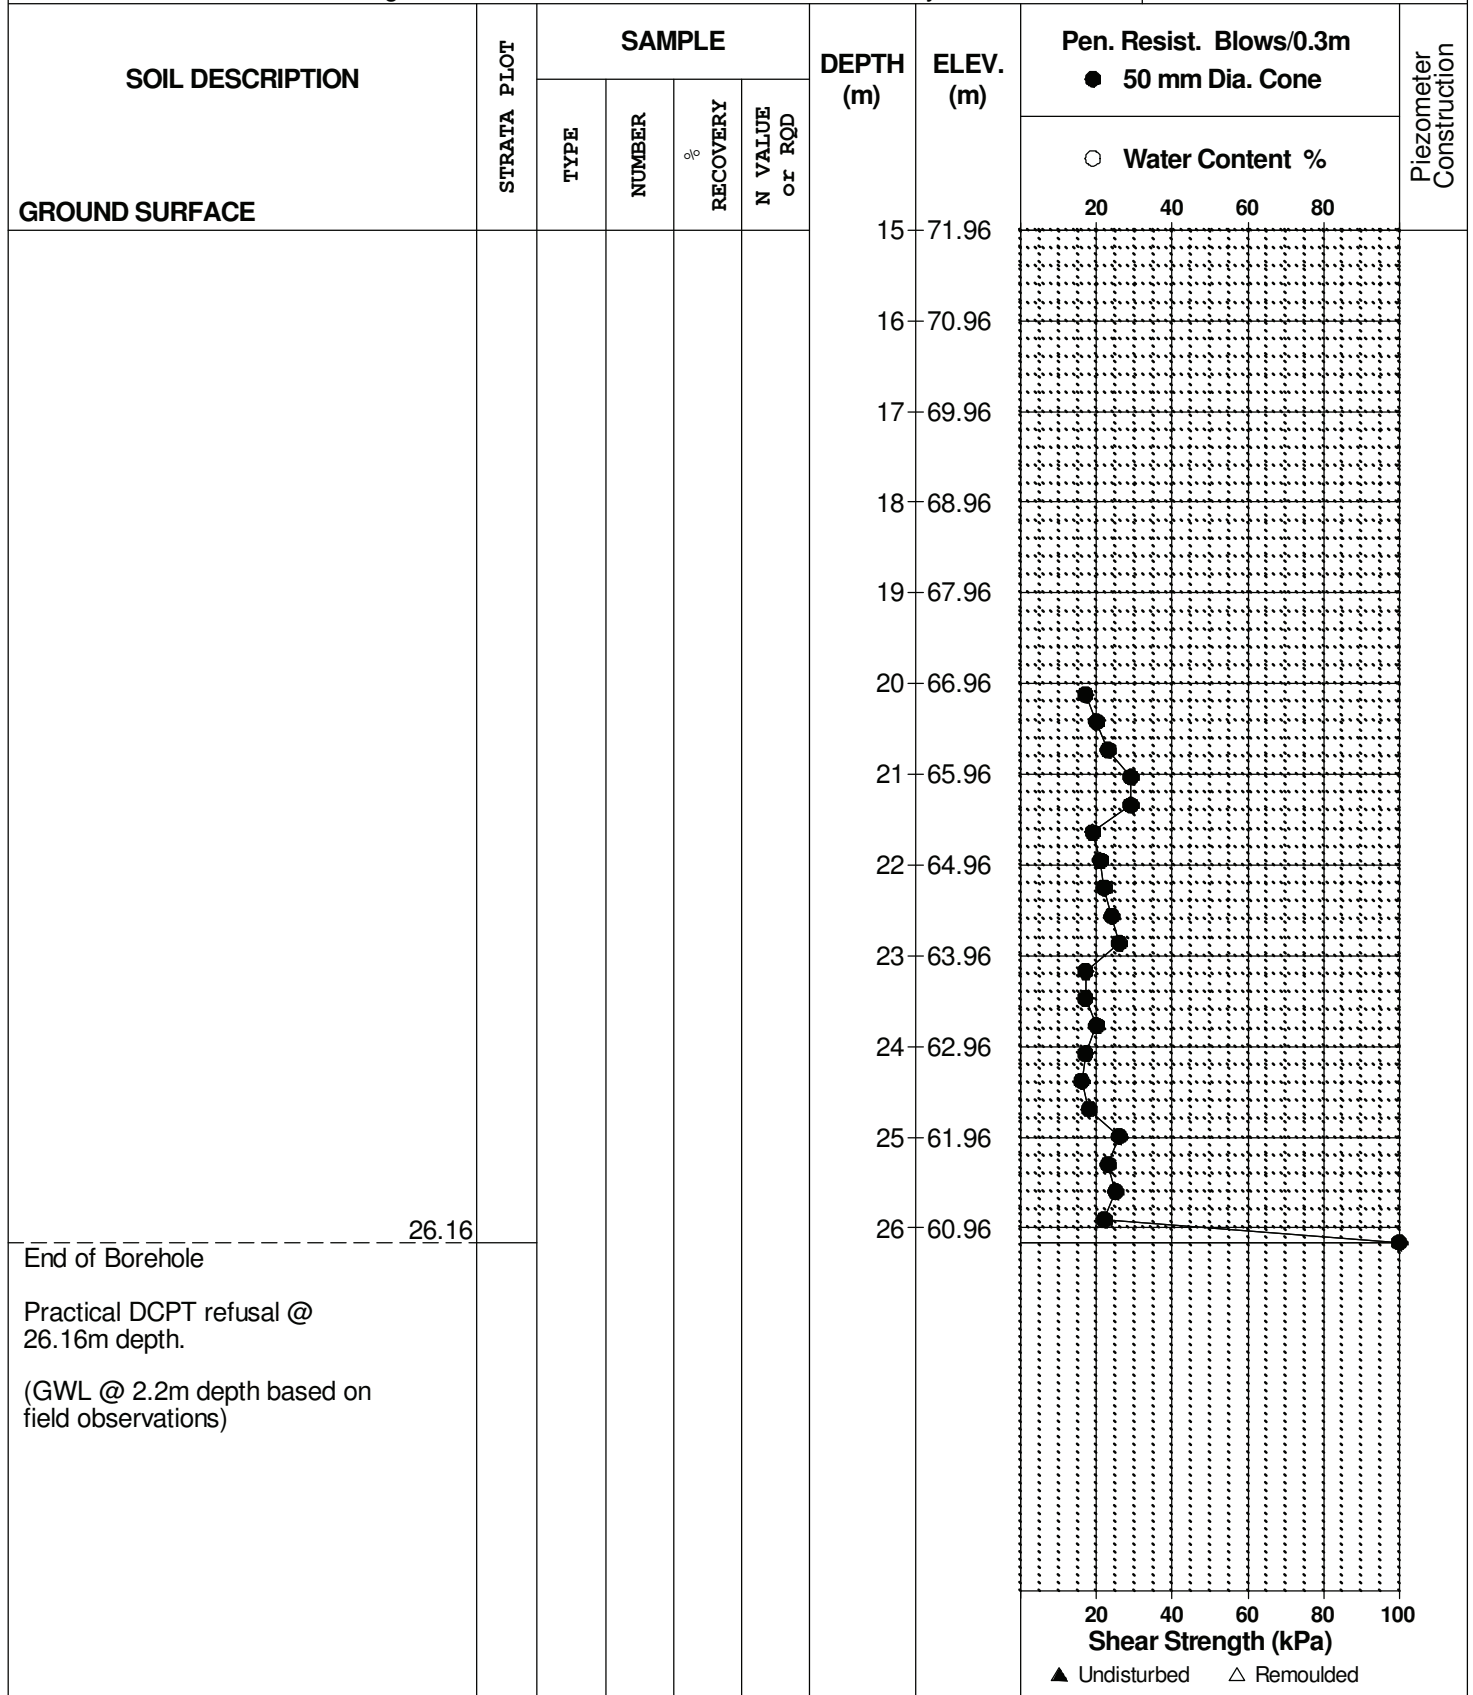 SOIL DESCRIPTION
GROUND SURFACE
STRATA PLOT
SAMPLE
TYPE
NUMBER
%
RECOVERY
N VALUE
or RQD
DEPTH
(m)
ELEV.
(m)
Pen. Resist. Blows/0.3m
● 50 mm Dia. Cone
○ Water Content %
Piezometer
Construction
20 40 60 80
15 71.96
16 70.96
17 69.96
18 68.96
19 67.96
20 66.96
21 65.96
22 64.96
23 63.96
24 62.96
25 61.96
26 60.96
26.16
End of Borehole
Practical DCPT refusal @
26.16m depth.
(GWL @ 2.2m depth based on
field observations)
20 40 60 80 100
Shear Strength (kPa)
▲ Undisturbed △ Remoulded